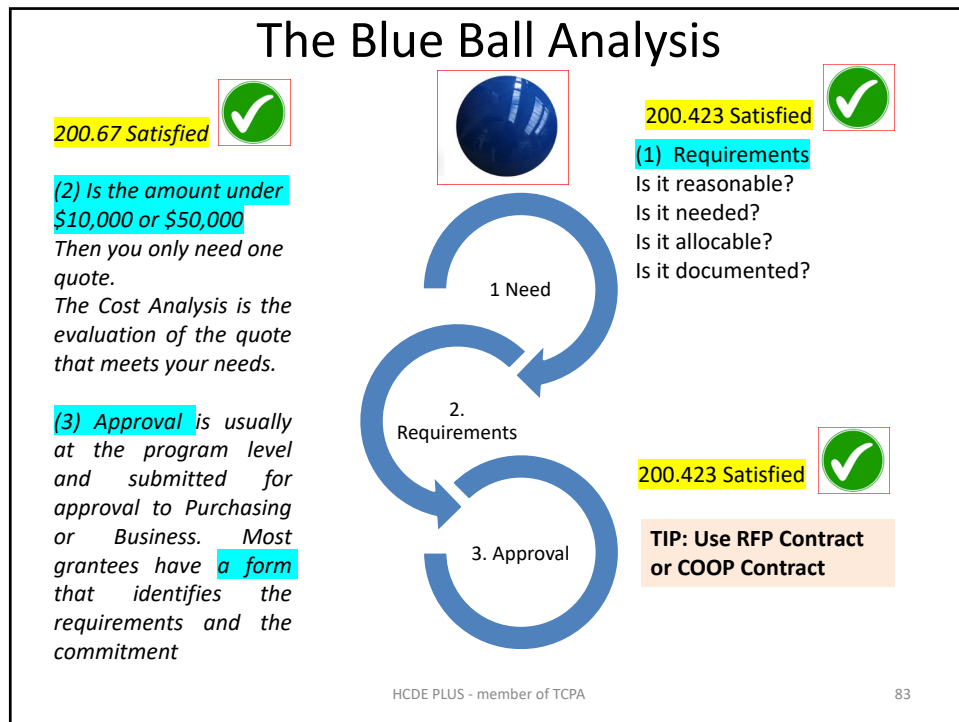 The Blue Ball Analysis
200.67 Satisfied
(2) Is the amount under
$10,000 or $50,000
Then you only need one
quote.
The Cost Analysis is the
evaluation of the quote
that meets your needs.
(3) Approval is usually
at the program level
and submitted for
approval to Purchasing
or Business. Most
grantees have a form
that identifies the
requirements and the
commitment
1 Need
2.
Requirements
3. Approval
200.423 Satisfied
(1) Requirements
Is it reasonable?
Is it needed?
Is it allocable?
Is it documented?
200.423 Satisfied
TIP: Use RFP Contract
or COOP Contract
HCDE PLUS - member of TCPA
83